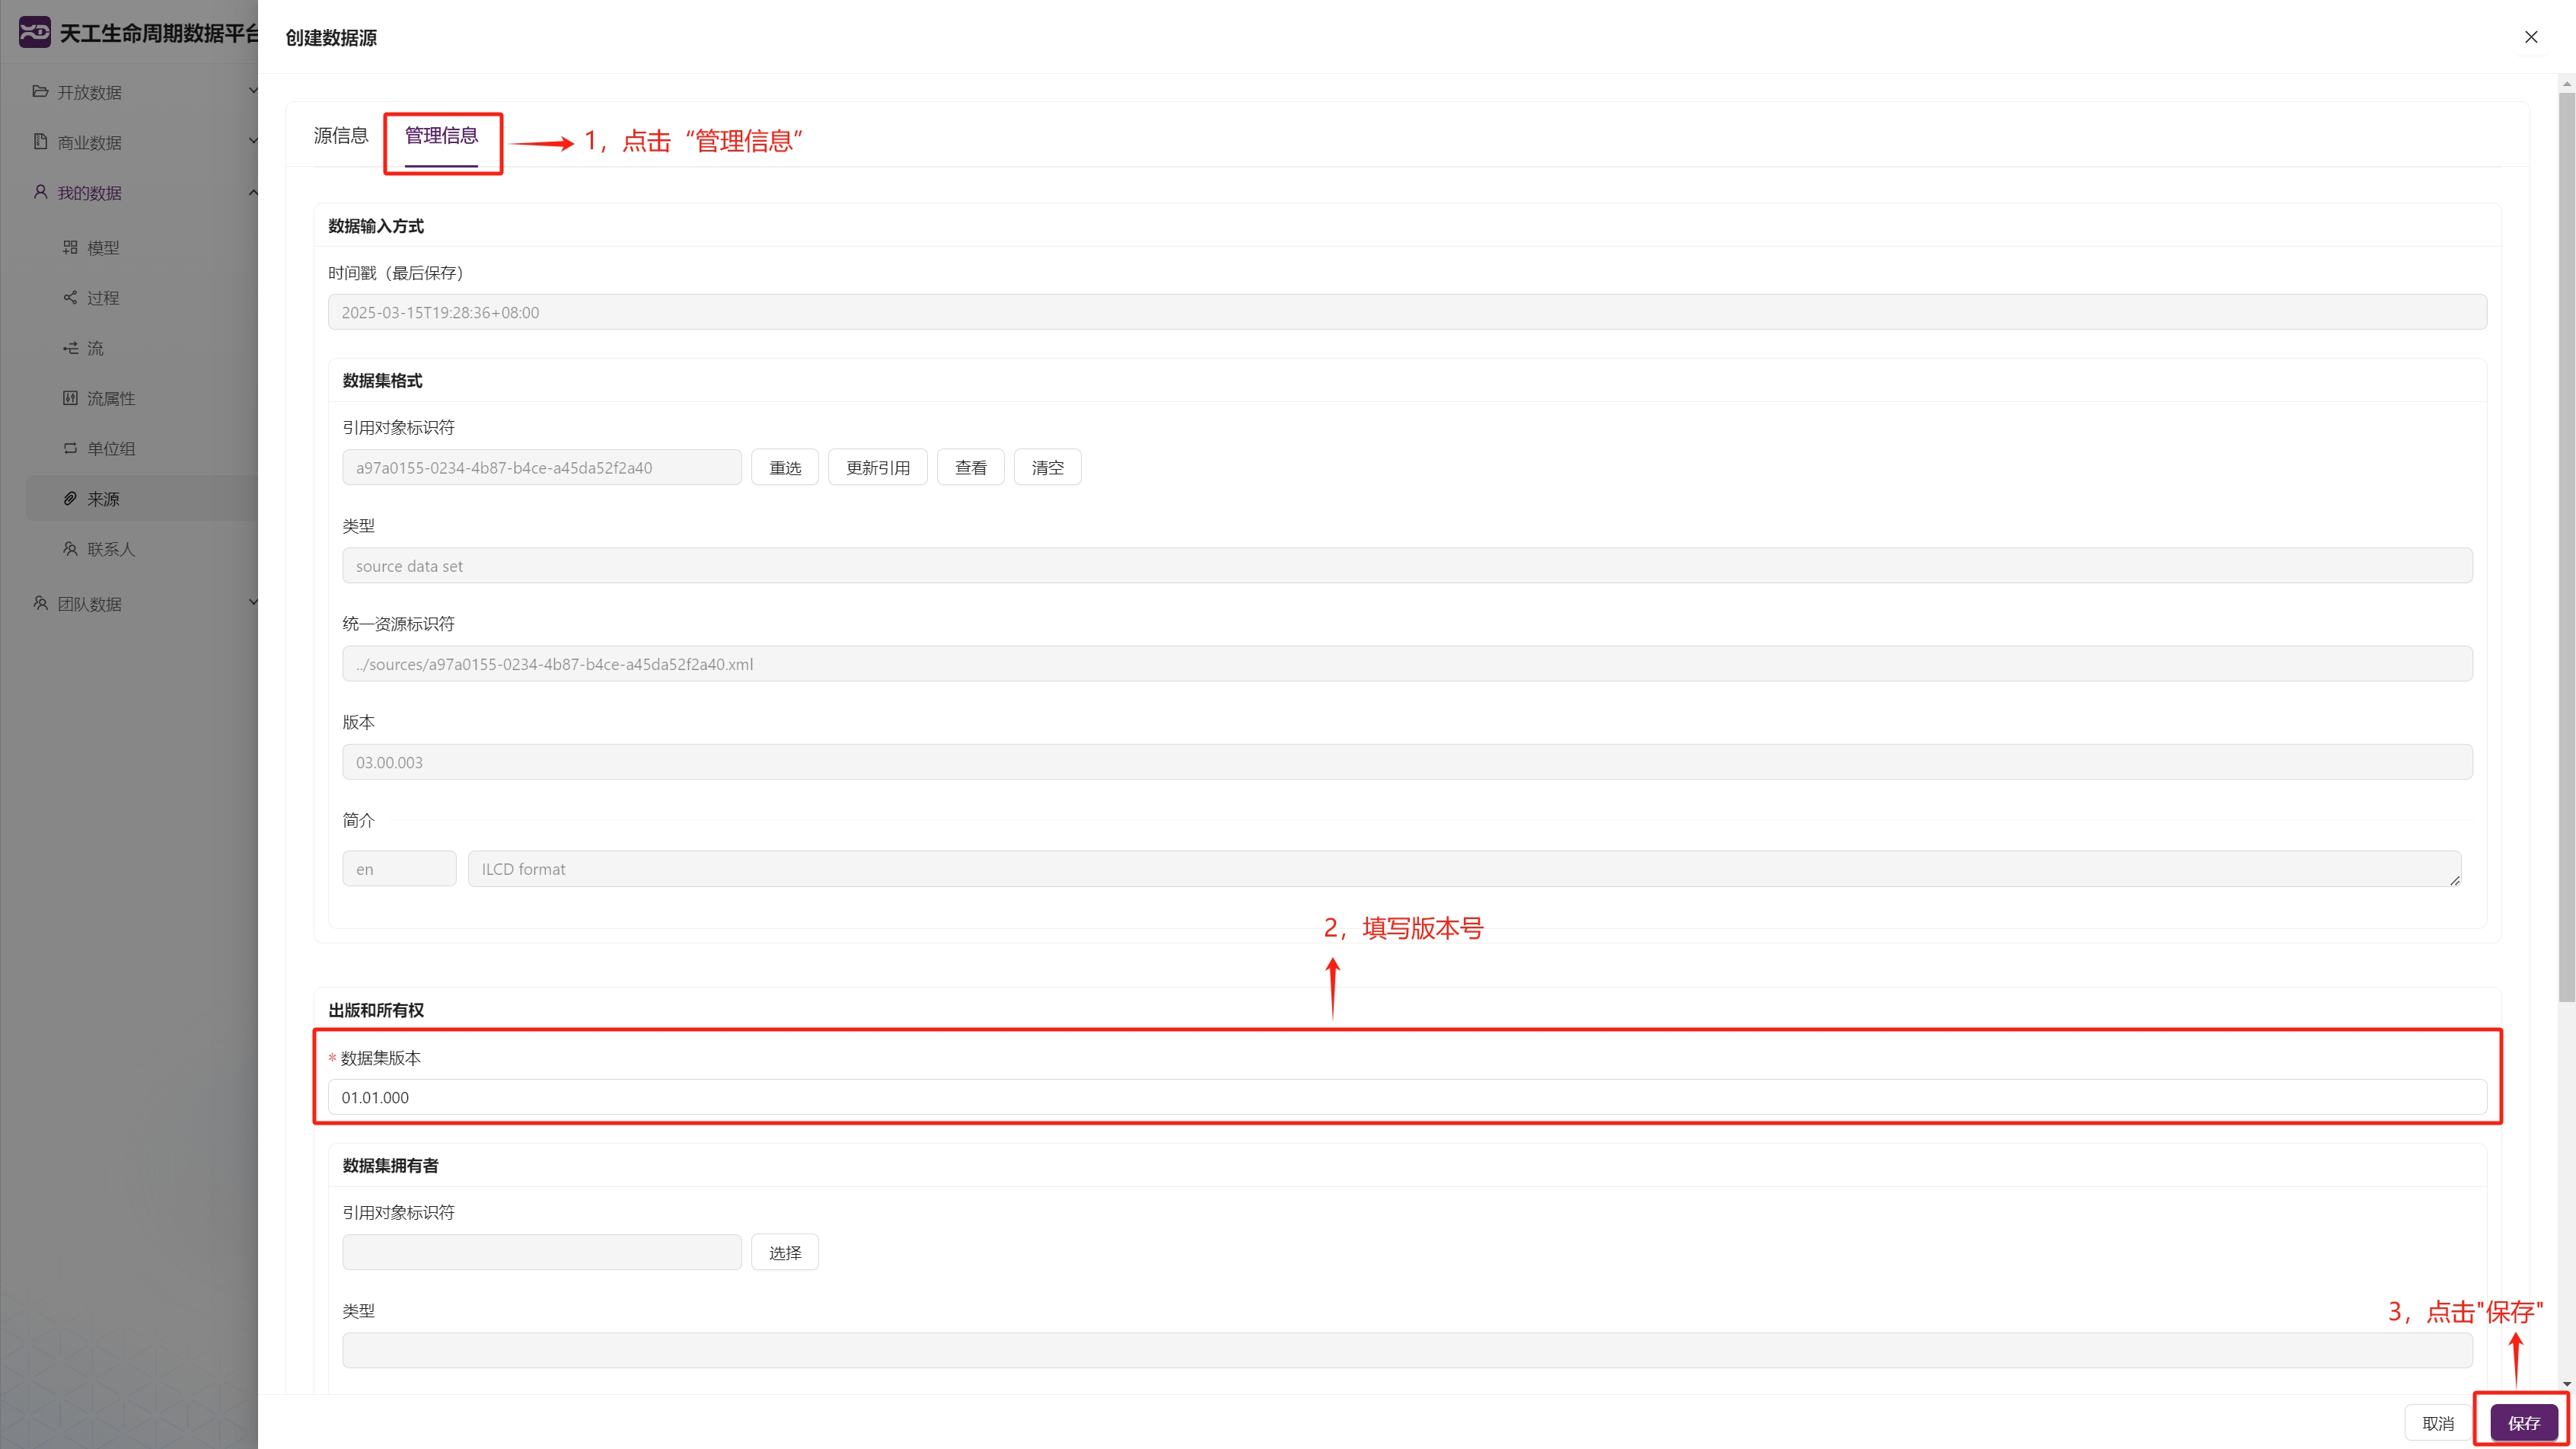 天工生命周期数据平台
开放数据
商业数据
我的数据
模型
过程
流
流属性
单位组
来源
联系人
团队数据
创建数据源
源信息 管理信息 1，点击“管理信息”
数据输入方式
时间戳（最后保存）
2025-03-15T19:28:36+08:00
数据集格式
引用对象标识符
a97a0155-0234-4b87-b4ce-a45da52f2a40 重选 更新引用 查看 清空
类型
source data set
统一资源标识符
../sources/a97a0155-0234-4b87-b4ce-a45da52f2a40.xml
版本
03.00.003
简介
en ILCD format
2，填写版本号
出版和所有权
* 数据集版本
01.01.000
数据集拥有者
引用对象标识符
选择
类型
3，点击"保存"
取消 保存